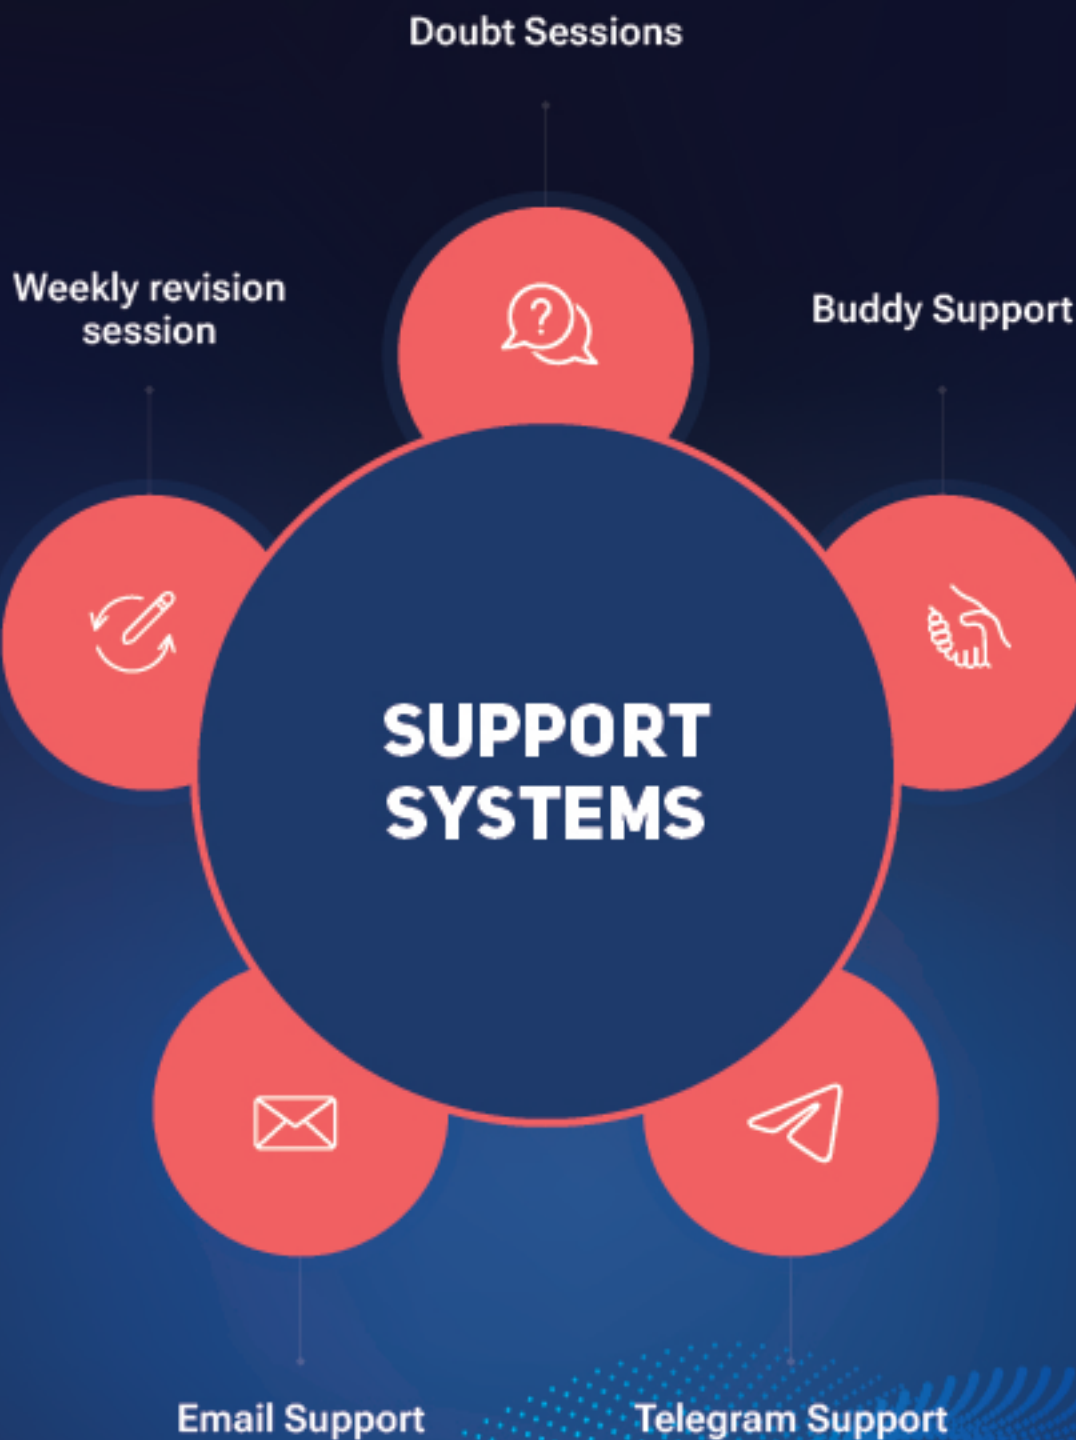 Doubt Sessions
Weekly revision
session
Buddy Support
?
SUPPORT
SYSTEMS
Email Support
Telegram Support